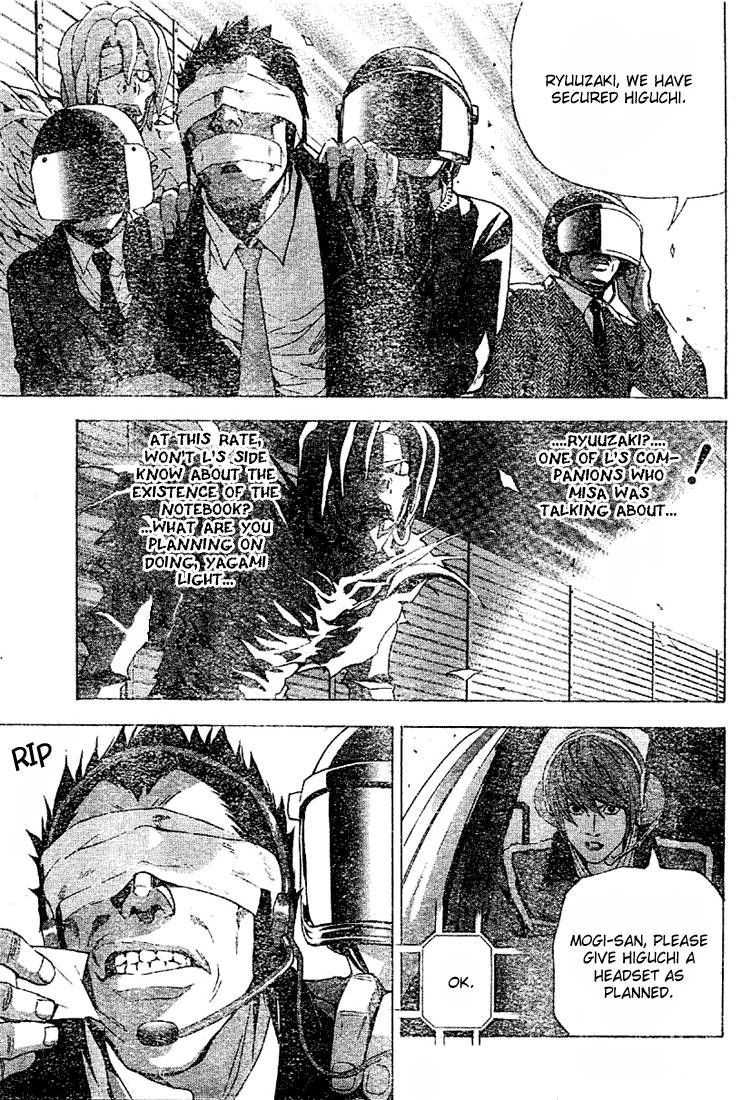 RYUUZAKI, WE HAVE
SECURED HIGUCHI.
!
....RYUUZAKI?....
ONE OF L'S COM-
PANIONS WHO
MISA WAS
TALKING ABOUT...
AT THIS RATE,
WON'T L'S SIDE
KNOW ABOUT THE
EXISTENCE OF THE
NOTEBOOK?
...WHAT ARE YOU
PLANNING ON
DOING, YAGAMI
LIGHT...
MOGI-SAN, PLEASE
GIVE HIGUCHI A
HEADSET AS
PLANNED.
OK.
RIP